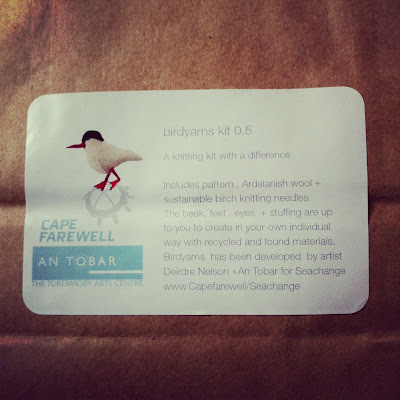 birdyarns kit 0.5
A knitting kit with a difference
Includes pattern , Ardalanish wool +
sustainable birch knitting needles.
The beak, feet , eyes + stuffing are up
to you to create in your own individual
way with recycled and found materials.
Birdyarns has been developed by artist
Deirdre Nelson +An Tobar for Seachange
www.Capefarewell/Seachange
CAPE
FAREWELL
AN TOBAR
THE TOBERMORY ARTS CENTRE